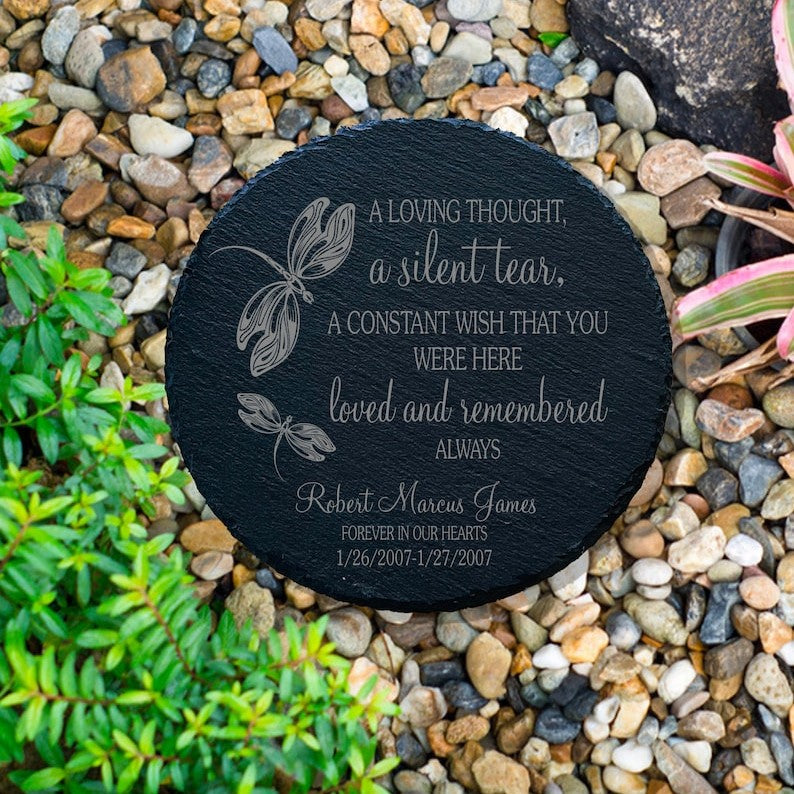 A LOVING THOUGHT,
a silent tear,
A CONSTANT WISH THAT YOU
WERE HERE
loved and remembered
ALWAYS
Robert Marcus James
FOREVER IN OUR HEARTS
1/26/2007-1/27/2007